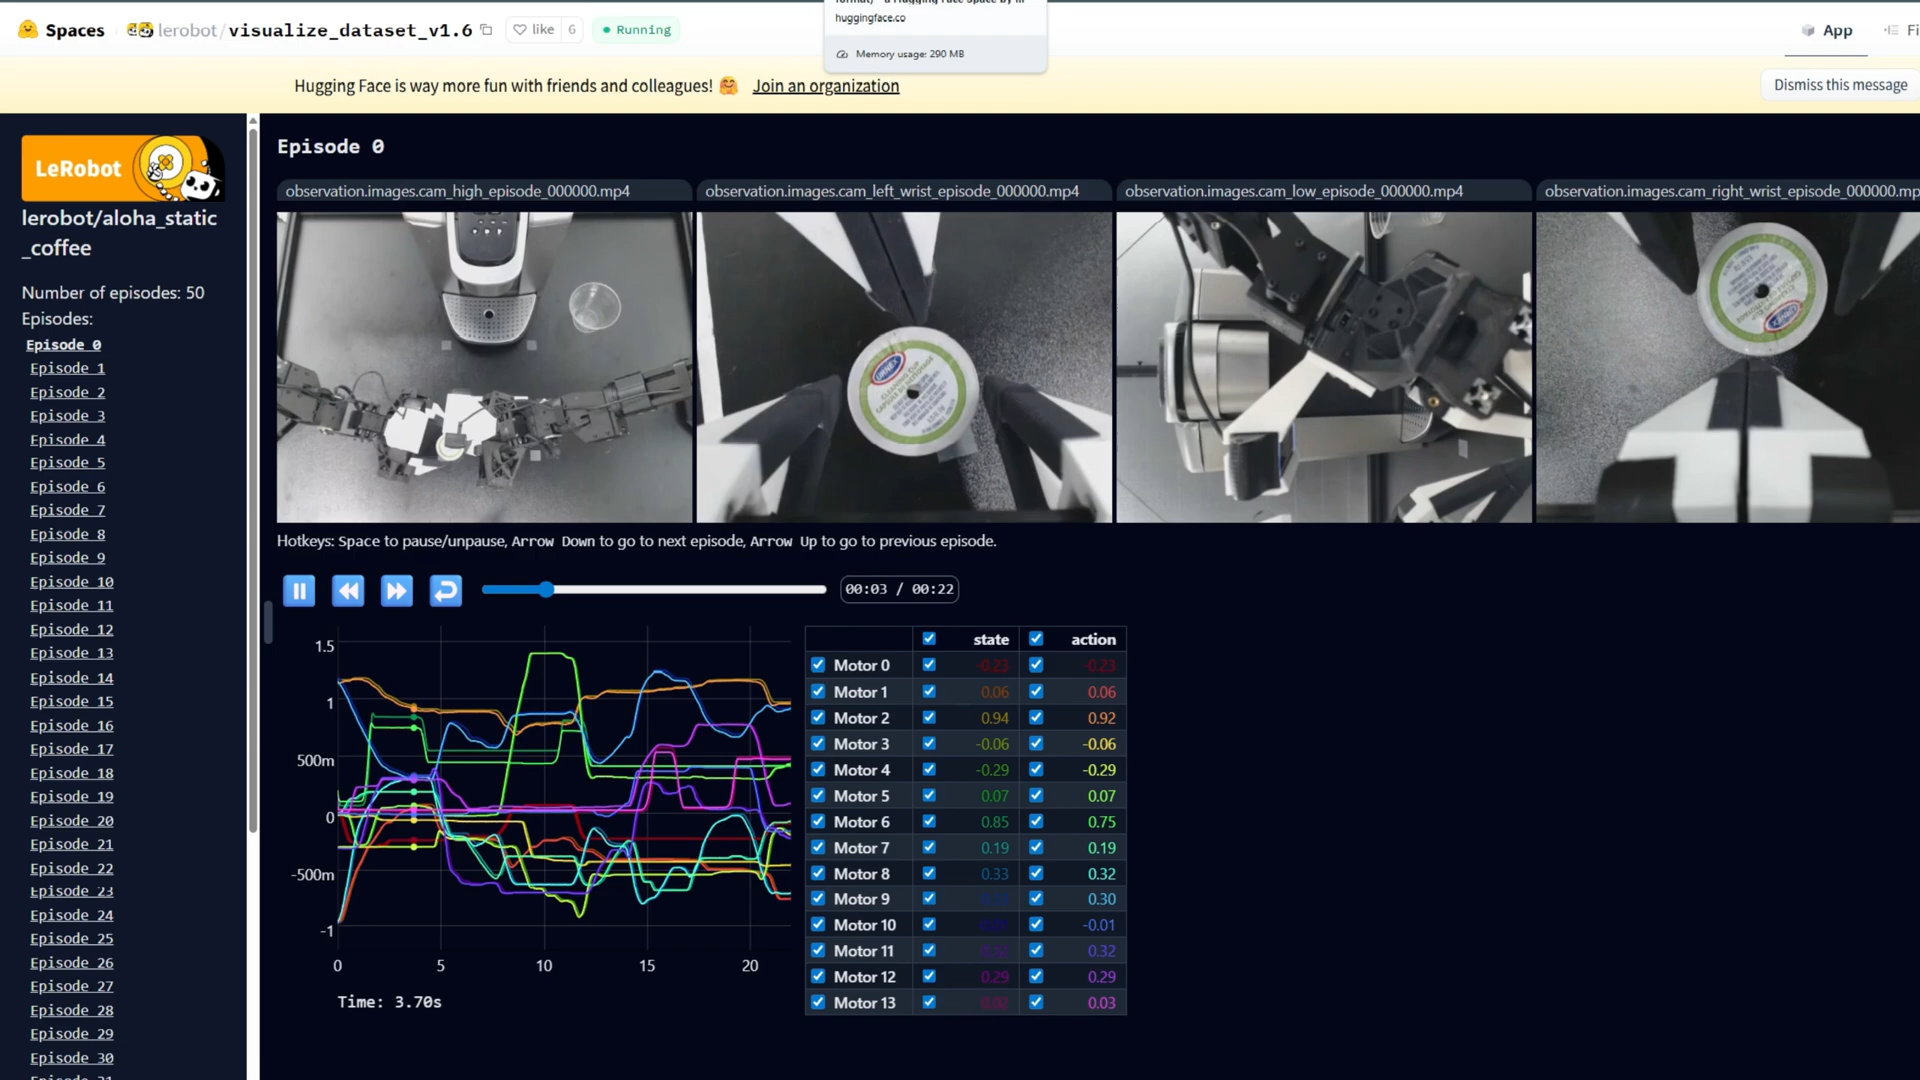 huggingface.co
Memory usage: 290 MB
Spaces
lerobot/visualize_dataset_v1.6
like 6
Running
App
Hugging Face is way more fun with friends and colleagues! 🤗 Join an organization
Dismiss this message
LeRobot
lerobot/aloha_static
_coffee
Number of episodes: 50
Episodes:
Episode 0
Episode 1
Episode 2
Episode 3
Episode 4
Episode 5
Episode 6
Episode 7
Episode 8
Episode 9
Episode 10
Episode 11
Episode 12
Episode 13
Episode 14
Episode 15
Episode 16
Episode 17
Episode 18
Episode 19
Episode 20
Episode 21
Episode 22
Episode 23
Episode 24
Episode 25
Episode 26
Episode 27
Episode 28
Episode 29
Episode 30
Episode 0
observation.images.cam_high_episode_000000.mp4
observation.images.cam_left_wrist_episode_000000.mp4
observation.images.cam_low_episode_000000.mp4
observation.images.cam_right_wrist_episode_000000.mp
URNEX
CLEANING CUP
Hotkeys: Space to pause/unpause, Arrow Down to go to next episode, Arrow Up to go to previous episode.
00:03 / 00:22
1.5
1
500m
0
-500m
-1
0 5 10 15 20
Time: 3.70s
state action
Motor 0 -0.23 -0.23
Motor 1 0.06 0.06
Motor 2 0.94 0.92
Motor 3 -0.06 -0.06
Motor 4 -0.29 -0.29
Motor 5 0.07 0.07
Motor 6 0.85 0.75
Motor 7 0.19 0.19
Motor 8 0.33 0.32
Motor 9 0.30
Motor 10 -0.01
Motor 11 0.32
Motor 12 0.29 0.29
Motor 13 0.03